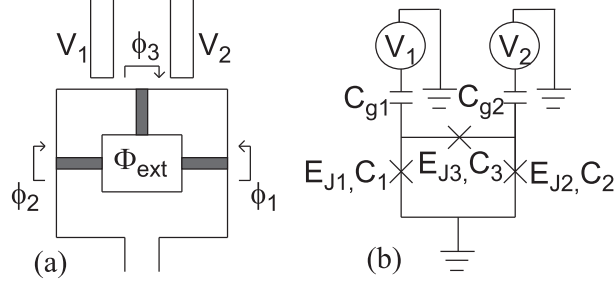 V₁ ϕ₃ V₂
Φext
ϕ₂ ϕ₁
(a)
V₁ V₂
Cg1 Cg2
EJ1,C₁ EJ3,C₃ EJ2,C₂
(b)